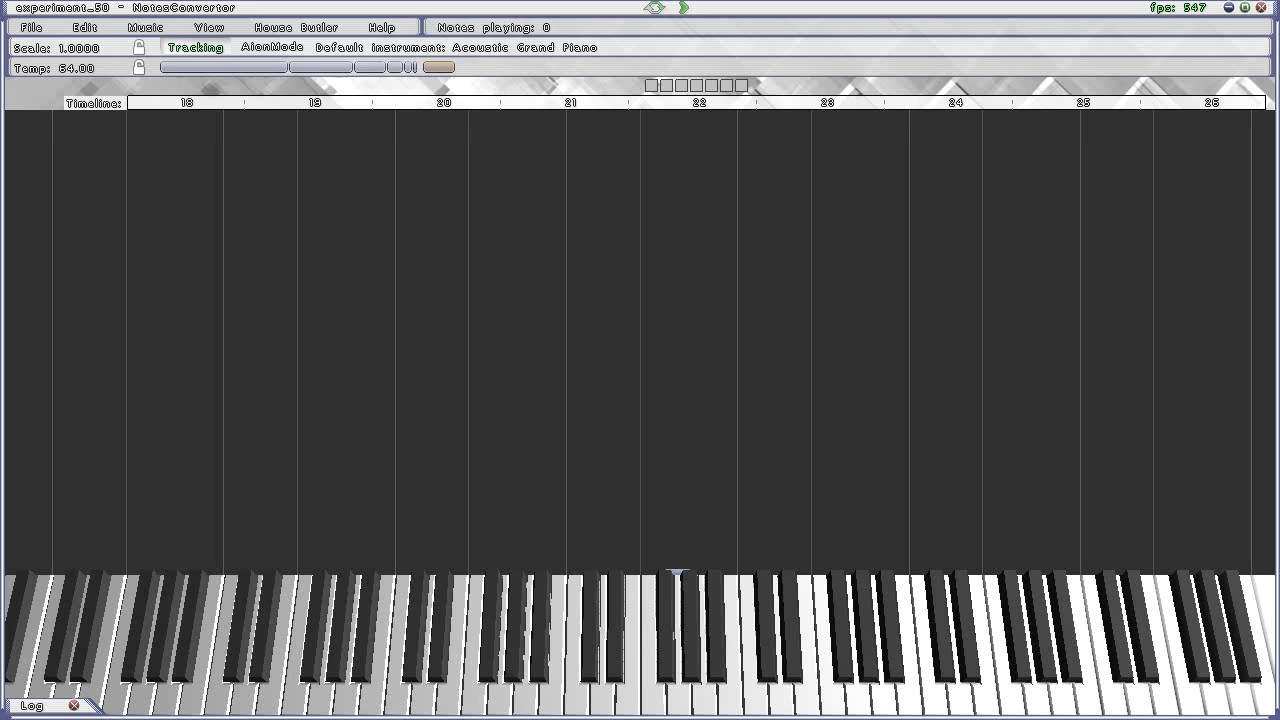 experiment_50 - NotesConvertor fps: 547
File Edit Music View House Butler Help Notes playing: 0
Scale: 1.0000 Tracking AionMode Default instrument: Acoustic Grand Piano
Temp: 64.00
Timeline: 18 19 20 21 22 23 24 25 26
Log